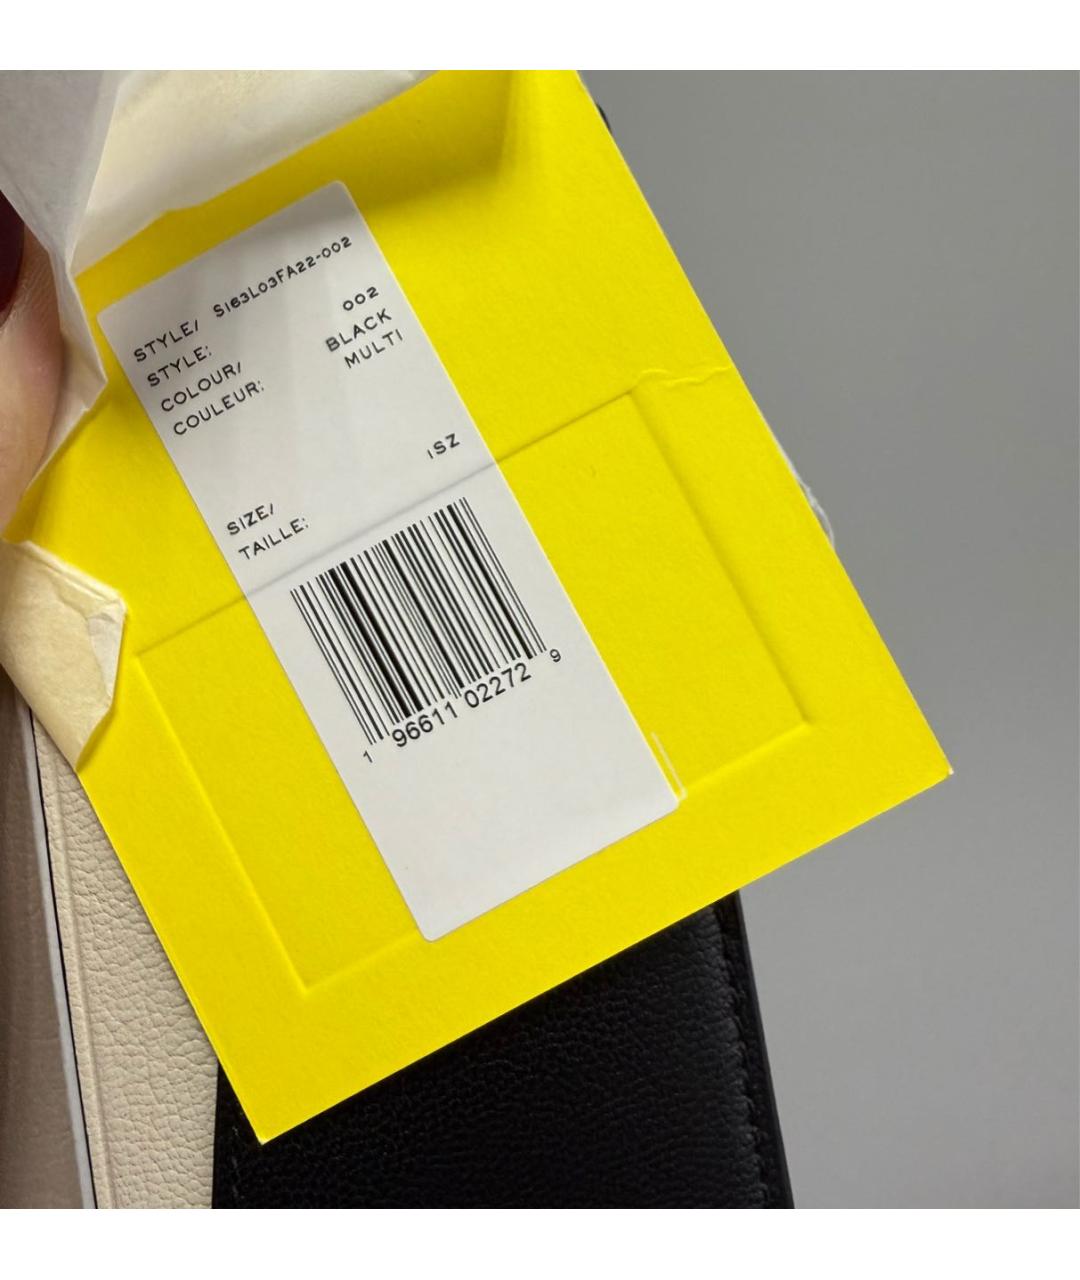 STYLE/ S163L03FA22-002
STYLE:
COLOUR/ 002
COULEUR: BLACK
MULTI
1SZ
SIZE/
TAILLE:
1 96611 02272 9